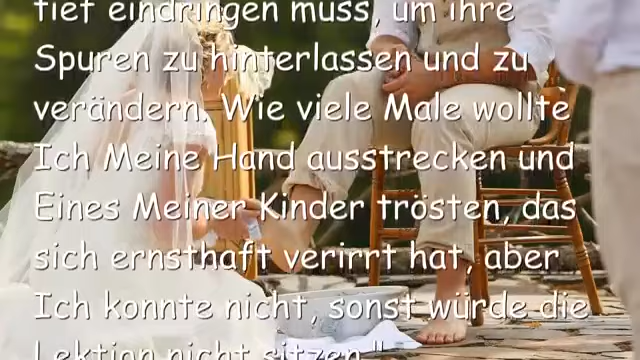 tief eindringen muss, um ihre
Spuren zu hinterlassen und zu
verändern. Wie viele Male wollte
Ich Meine Hand ausstrecken und
Eines Meiner Kinder trösten, das
sich ernsthaft verirrt hat, aber
Ich konnte nicht, sonst würde die
Lektion nicht sitzen."